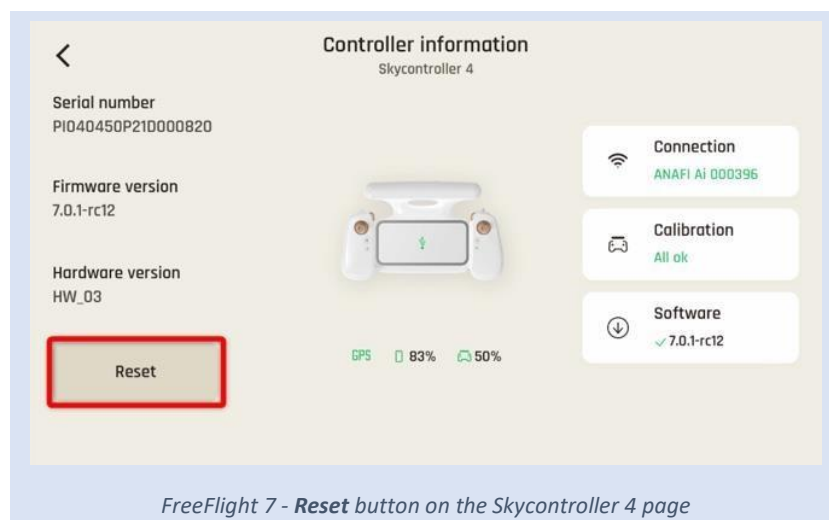 Controller information
Skycontroller 4
Serial number
PI040450P21D000820
Firmware version
7.0.1-rc12
Hardware version
HW_03
Reset
GPS 83% 50%
Connection
ANAFI Ai 000396
Calibration
All ok
Software
7.0.1-rc12
FreeFlight 7 - Reset button on the Skycontroller 4 page